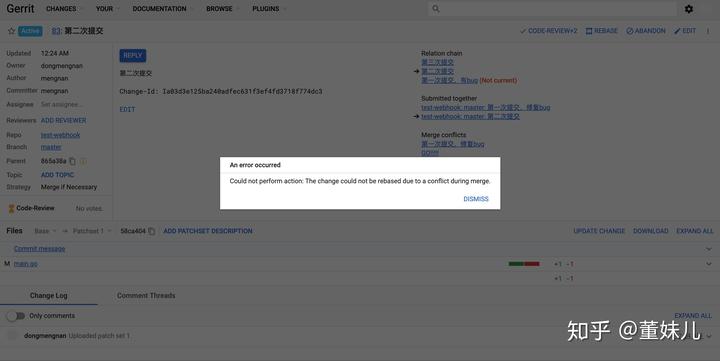 Gerrit CHANGES YOUR DOCUMENTATION BROWSE PLUGINS
Active 83: 第二次提交 CODE-REVIEW+2 REBASE ABANDON EDIT
Updated 12:24 AM
Owner dongmengnan
Author mengnan
Committer mengnan
Assignee Set assignee...
Reviewers ADD REVIEWER
Repo test-webhook
Branch master
Parent 865a38a
Topic ADD TOPIC
Strategy Merge if Necessary
Code-Review No votes.
REPLY
第二次提交
Change-Id: Ia03d3e125ba240adfec631f3ef4fd3718f774dc3
EDIT
Relation chain
第三次提交
→ 第二次提交
第一次提交，有bug (Not current)
Submitted together
test-webhook: master: 第一次提交，修复bug
→ test-webhook: master: 第二次提交
Merge conflicts
第一次提交，修复bug
GO!!!!
An error occurred
Could not perform action: The change could not be rebased due to a conflict during merge.
DISMISS
Files Base → Patchset 1 58ca404 ADD PATCHSET DESCRIPTION UPDATE CHANGE DOWNLOAD EXPAND ALL
Commit message
M main.go +1 -1
+1 -1
Change Log Comment Threads
Only comments EXPAND ALL
dongmengnan Uploaded patch set 1.
知乎 @董妹儿